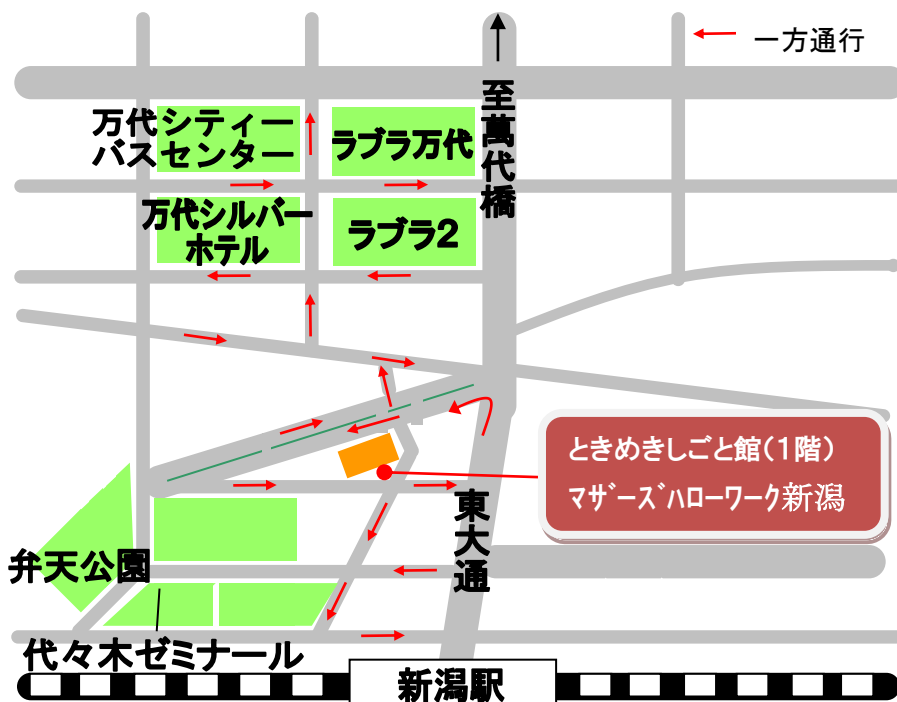 一方通行
至萬代橋
万代シティー
バスセンター
ラブラ万代
万代シルバー
ホテル
ラブラ2
ときめきしごと館(1階)
マザーズハローワーク新潟
東大通
弁天公園
代々木ゼミナール
新潟駅